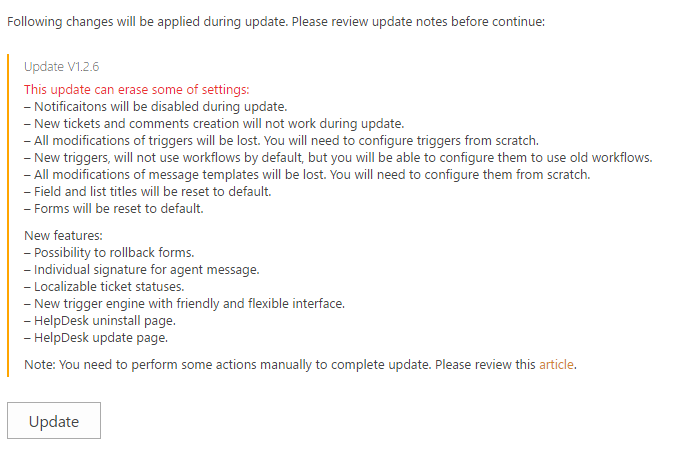 Following changes will be applied during update. Please review update notes before continue:
Update V1.2.6
This update can erase some of settings:
– Notificaitons will be disabled during update.
– New tickets and comments creation will not work during update.
– All modifications of triggers will be lost. You will need to configure triggers from scratch.
– New triggers, will not use workflows by default, but you will be able to configure them to use old workflows.
– All modifications of message templates will be lost. You will need to configure them from scratch.
– Field and list titles will be reset to default.
– Forms will be reset to default.
New features:
– Possibility to rollback forms.
– Individual signature for agent message.
– Localizable ticket statuses.
– New trigger engine with friendly and flexible interface.
– HelpDesk uninstall page.
– HelpDesk update page.
Note: You need to perform some actions manually to complete update. Please review this article.
Update